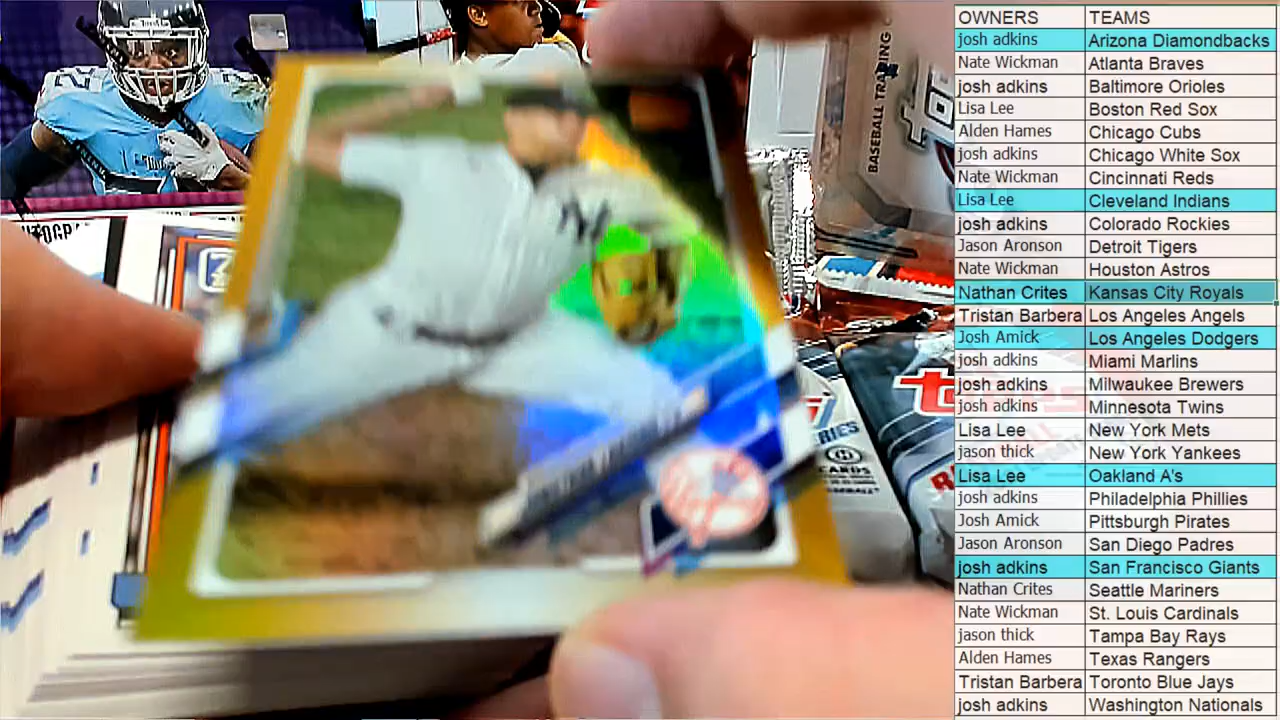 OWNERS TEAMS
josh adkins Arizona Diamondbacks
Nate Wickman Atlanta Braves
josh adkins Baltimore Orioles
Lisa Lee Boston Red Sox
Alden Hames Chicago Cubs
josh adkins Chicago White Sox
Nate Wickman Cincinnati Reds
Lisa Lee Cleveland Indians
josh adkins Colorado Rockies
Jason Aronson Detroit Tigers
Nate Wickman Houston Astros
Nathan Crites Kansas City Royals
Tristan Barbera Los Angeles Angels
Josh Amick Los Angeles Dodgers
josh adkins Miami Marlins
josh adkins Milwaukee Brewers
josh adkins Minnesota Twins
Lisa Lee New York Mets
jason thick New York Yankees
Lisa Lee Oakland A's
josh adkins Philadelphia Phillies
Josh Amick Pittsburgh Pirates
Jason Aronson San Diego Padres
josh adkins San Francisco Giants
Nathan Crites Seattle Mariners
Nate Wickman St. Louis Cardinals
jason thick Tampa Bay Rays
Alden Hames Texas Rangers
Tristan Barbera Toronto Blue Jays
josh adkins Washington Nationals
BASEBALL TRADING
CARDS